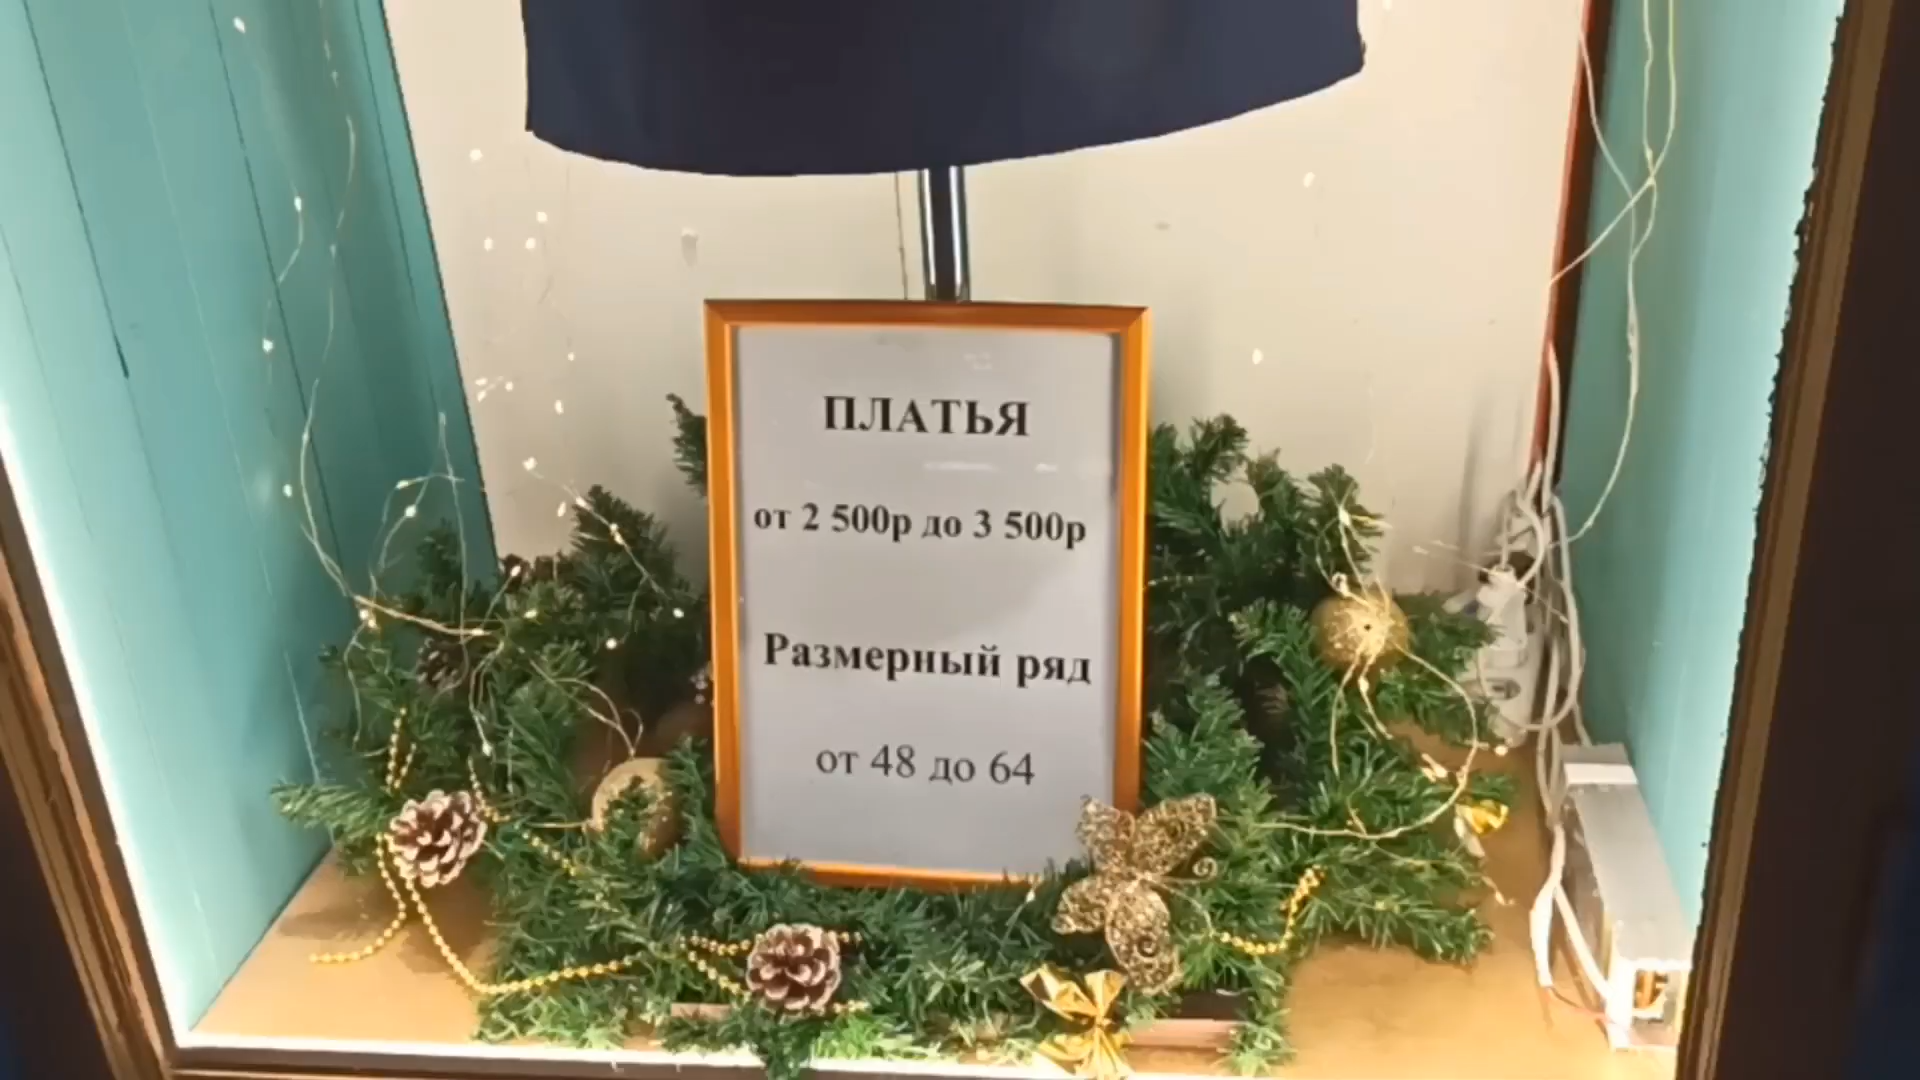 ПЛАТЬЯ
от 2 500р до 3 500р
Размерный ряд
от 48 до 64